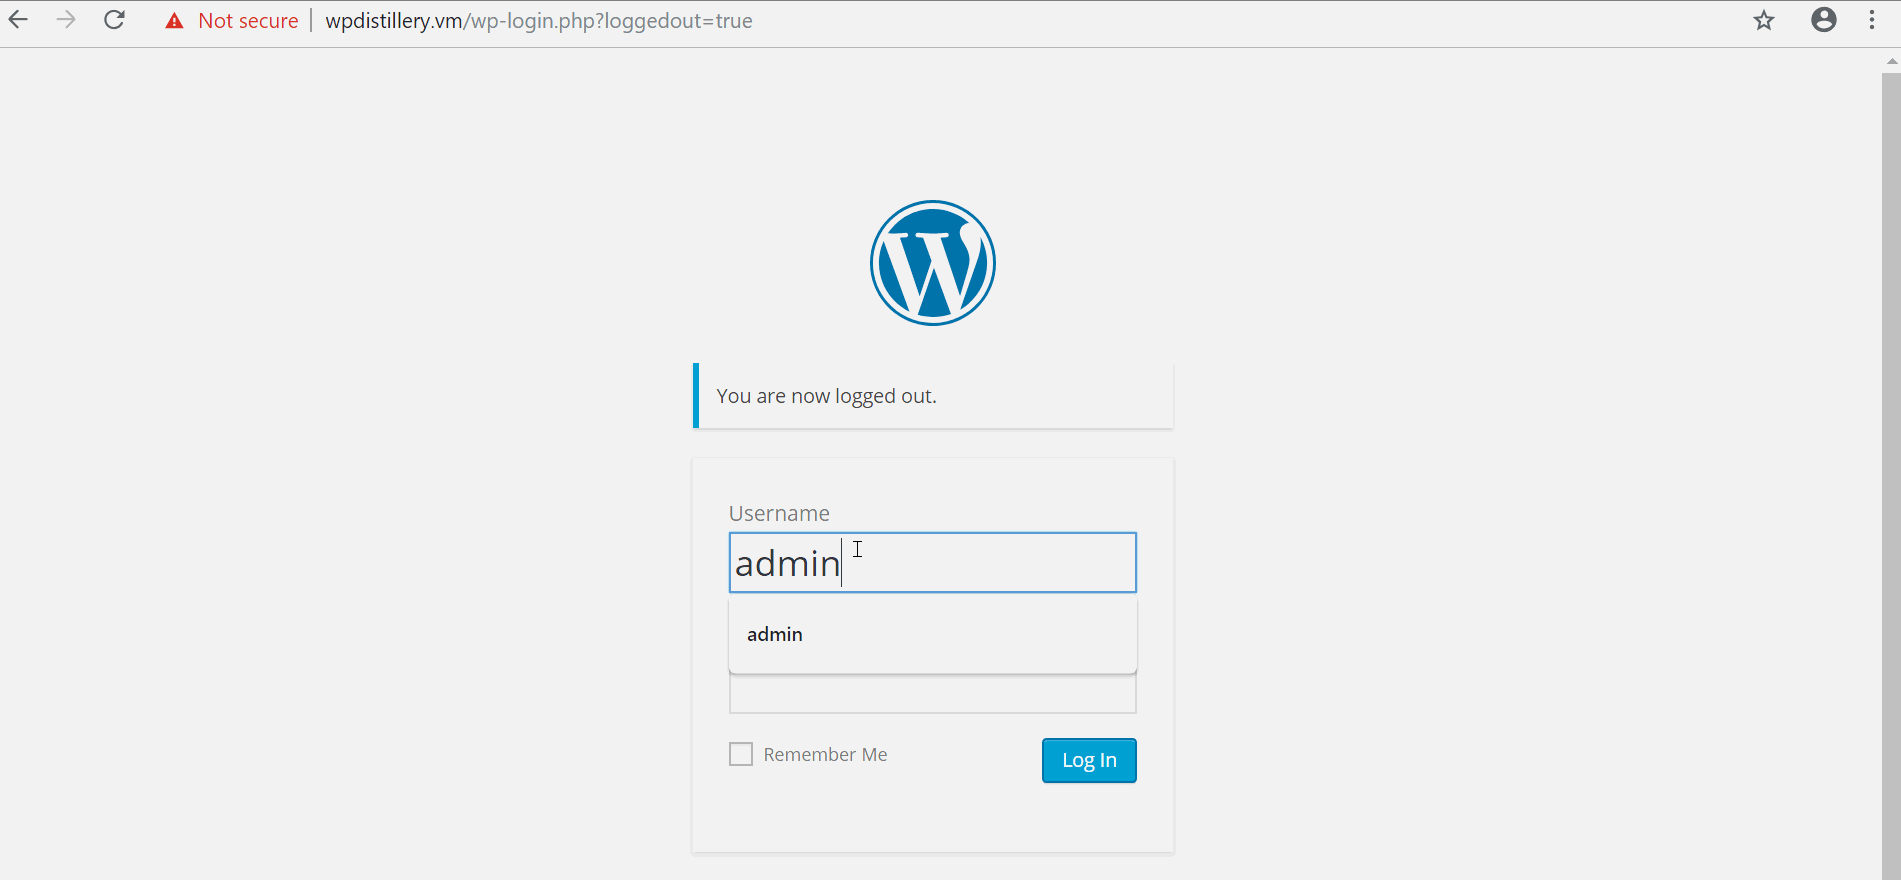 Not secure wpdistillery.vm/wp-login.php?loggedout=true
You are now logged out.
Username
admin
admin
Remember Me
Log In